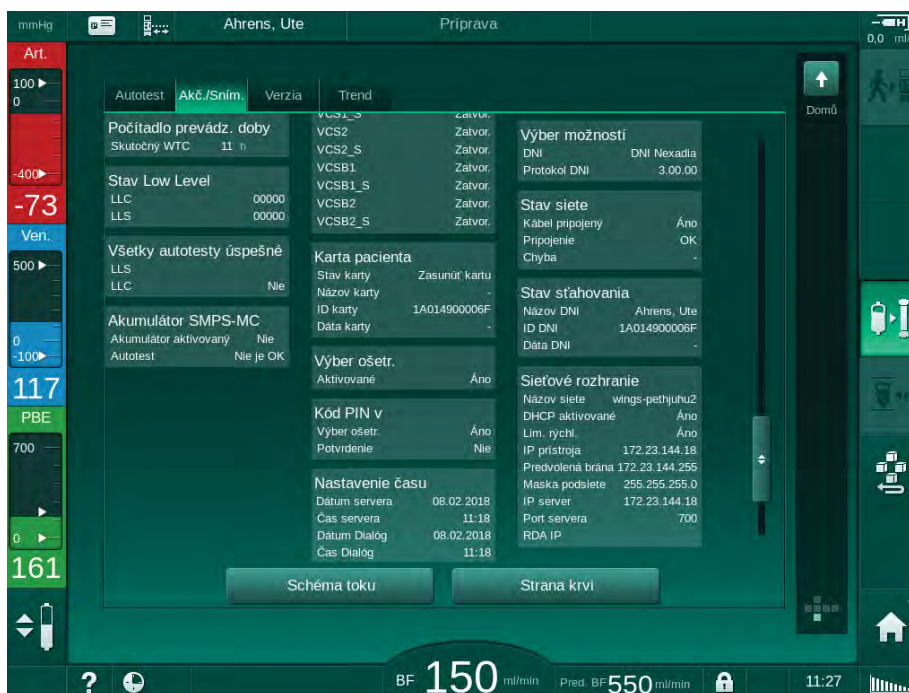 mmHg
Ahrens, Ute
Príprava
0,0 ml/
Art.
100
0
-400
-73
Ven.
500
0
-100
117
PBE
700
0
161
Autotest Akč./Sním. Verzia Trend
Domů
Počítadlo prevádz. doby
Skutočný WTC 11 h
Stav Low Level
LLC 00000
LLS 00000
Všetky autotesty úspešné
LLS
LLC Nie
Akumulátor SMPS-MC
Akumulátor aktivovaný Nie
Autotest Nie je OK
VCS1_S Zatvor.
VCS2 Zatvor.
VCS2_S Zatvor.
VCSB1 Zatvor.
VCSB1_S Zatvor.
VCSB2 Zatvor.
VCSB2_S Zatvor.
Karta pacienta
Stav karty Zasunúť kartu
Názov karty -
ID karty 1A014900006F
Dáta karty -
Výber ošetr.
Aktivované Áno
Kód PIN v
Výber ošetr. Áno
Potvrdenie Nie
Nastavenie času
Dátum servera 08.02.2018
Čas servera 11:18
Dátum Dialóg 08.02.2018
Čas Dialóg 11:18
Výber možností
DNI DNI Nexadia
Protokol DNI 3.00.00
Stav siete
Kábel pripojený Áno
Pripojenie OK
Chyba -
Stav sťahovania
Názov DNI Ahrens, Ute
ID DNI 1A014900006F
Dáta DNI -
Sieťové rozhranie
Názov siete wings-pethjuhu2
DHCP aktivované Áno
Lim. rýchl. Áno
IP prístroja 172.23.144.18
Predvolená brána 172.23.144.255
Maska podsiete 255.255.255.0
IP server 172.23.144.18
Port servera 700
RDA IP
Schéma toku
Strana krvi
?
BF 150 ml/min
Pred. BF 550 ml/min
11:27